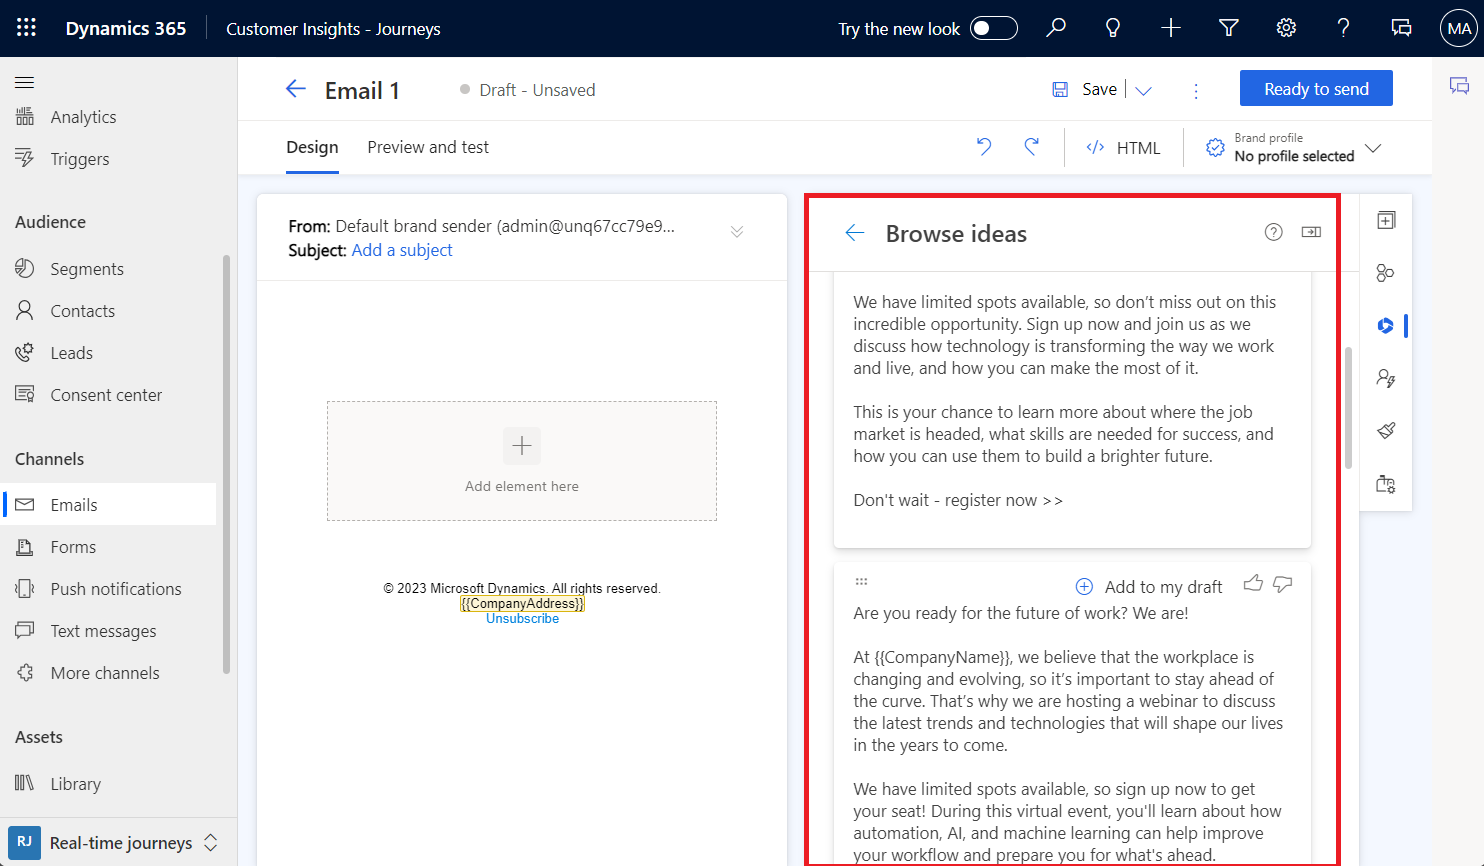 Dynamics 365
Customer Insights - Journeys
Try the new look
MA
Analytics
Triggers
Audience
Segments
Contacts
Leads
Consent center
Channels
Emails
Forms
Push notifications
Text messages
More channels
Assets
Library
RJ
Real-time journeys
Email 1
Draft - Unsaved
Save
Ready to send
Design
Preview and test
HTML
Brand profile
No profile selected
From: Default brand sender (admin@unq67cc79e9...
Subject: Add a subject
Add element here
© 2023 Microsoft Dynamics. All rights reserved.
{{CompanyAddress}}
Unsubscribe
Browse ideas
We have limited spots available, so don’t miss out on this
incredible opportunity. Sign up now and join us as we
discuss how technology is transforming the way we work
and live, and how you can make the most of it.
This is your chance to learn more about where the job
market is headed, what skills are needed for success, and
how you can use them to build a brighter future.
Don't wait - register now >>
Add to my draft
Are you ready for the future of work? We are!
At {{CompanyName}}, we believe that the workplace is
changing and evolving, so it’s important to stay ahead of
the curve. That’s why we are hosting a webinar to discuss
the latest trends and technologies that will shape our lives
in the years to come.
We have limited spots available, so sign up now to get
your seat! During this virtual event, you'll learn about how
automation, AI, and machine learning can help improve
your workflow and prepare you for what's ahead.